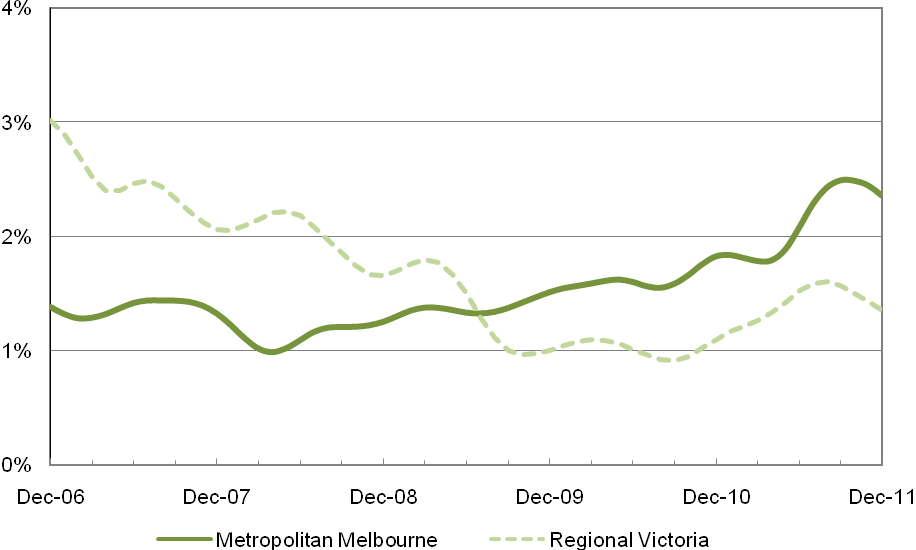 4%
3%
2%
1%
0%
Dec-06 Dec-07 Dec-08 Dec-09 Dec-10 Dec-11
Metropolitan Melbourne Regional Victoria